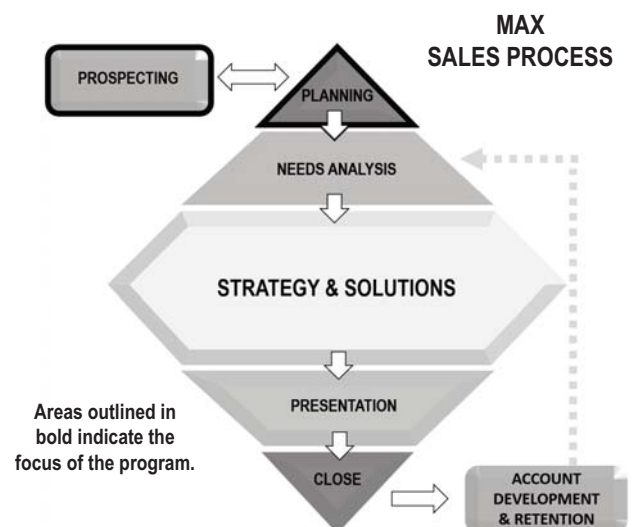 MAX
SALES PROCESS
PROSPECTING
PLANNING
NEEDS ANALYSIS
STRATEGY & SOLUTIONS
PRESENTATION
Areas outlined in
bold indicate the
focus of the program.
CLOSE
ACCOUNT
DEVELOPMENT
& RETENTION